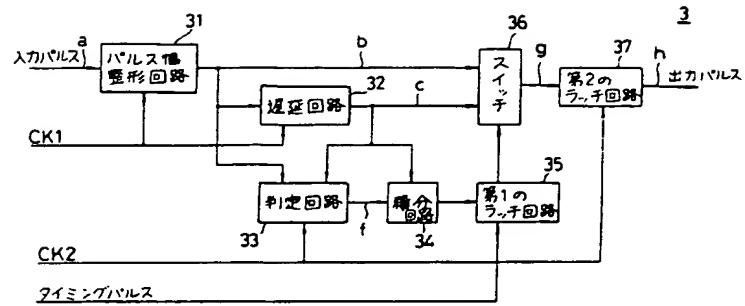 3
31
36
37
入力パルス
a
パルス幅
整形回路
b
スイッチ
g
第2の
ラッチ回路
h
出力パルス
32
遅延回路
c
CK1
35
判定回路
33
f
積分
回路
34
第1の
ラッチ回路
CK2
タイミングパルス